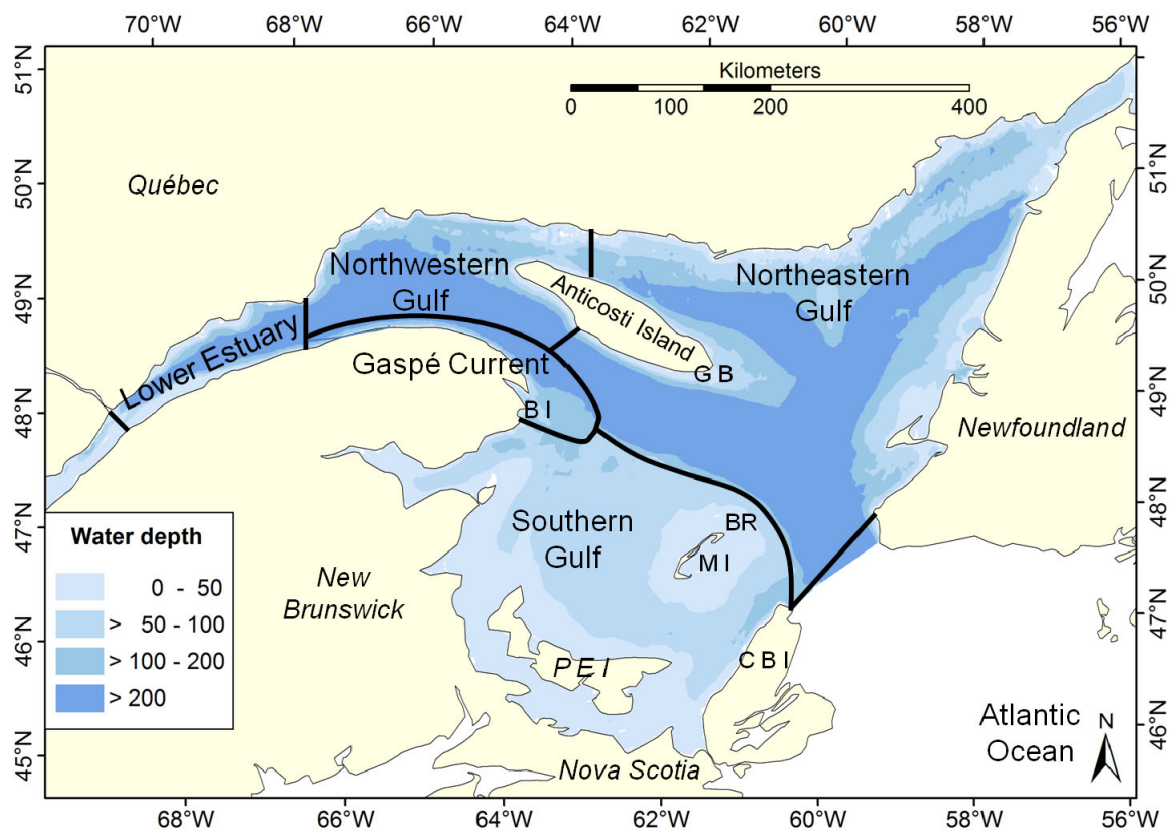 70°W 68°W 66°W 64°W 62°W 60°W 58°W 56°W
51°N
50°N
49°N
48°N
47°N
46°N
45°N
Kilometers
0 100 200 400
Québec
Northwestern
Gulf
Northeastern
Gulf
Anticosti Island
Lower Estuary
Gaspé Current
G B
B I
Newfoundland
Southern
Gulf
BR
M I
New
Brunswick
P E I
C B I
Atlantic
Ocean
N
Nova Scotia
Water depth
0 - 50
> 50 - 100
> 100 - 200
> 200
51°N
50°N
49°N
48°N
47°N
46°N
68°W 66°W 64°W 62°W 60°W 58°W 56°W